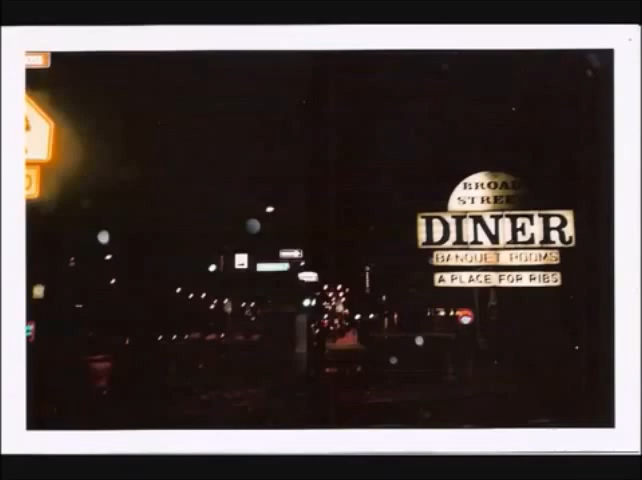 BROAD
STREET
DINER
BANQUET ROOMS
A PLACE FOR RIBS